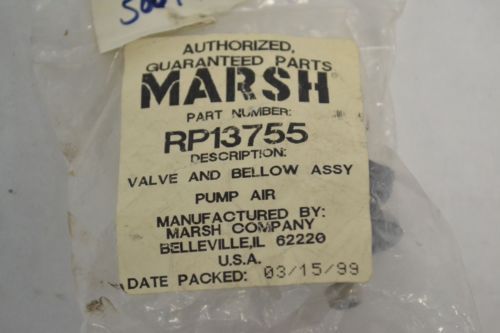 AUTHORIZED,
GUARANTEED PARTS
MARSH
PART NUMBER:
RP13755
DESCRIPTION:
VALVE AND BELLOW ASSY
PUMP AIR
MANUFACTURED BY:
MARSH COMPANY
BELLEVILLE,IL 62220
U.S.A.
DATE PACKED: 03/15/99